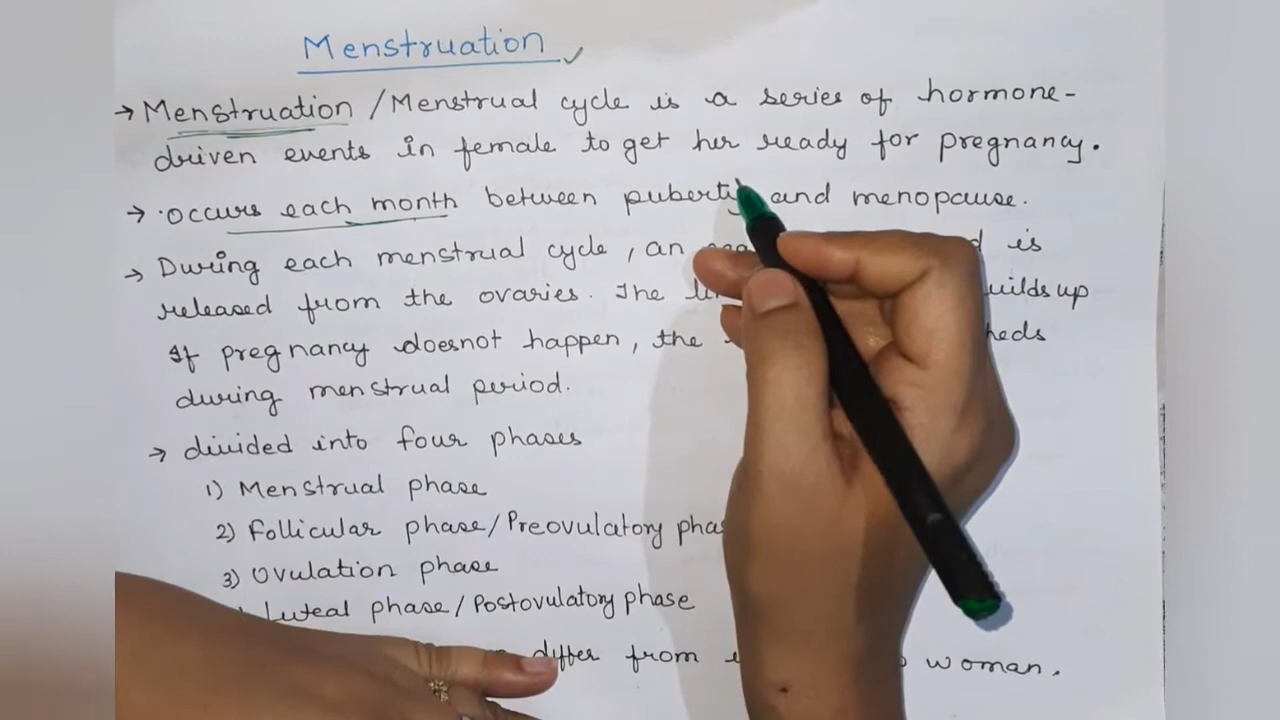 Menstruation
→ Menstruation /Menstrual cycle is a series of hormone-
driven events in female to get her ready for pregnancy.
→ occurs each month between puberty and menopause.
→ During each menstrual cycle, an is
released from the ovaries. The up
If pregnancy doesnot happen, the
during menstrual period.
→ divided into four phases
1) Menstrual phase
2) Follicular phase/Preovulatory
3) Ovulation phase
Luteal phase/Postovulatory phase
differ from woman.